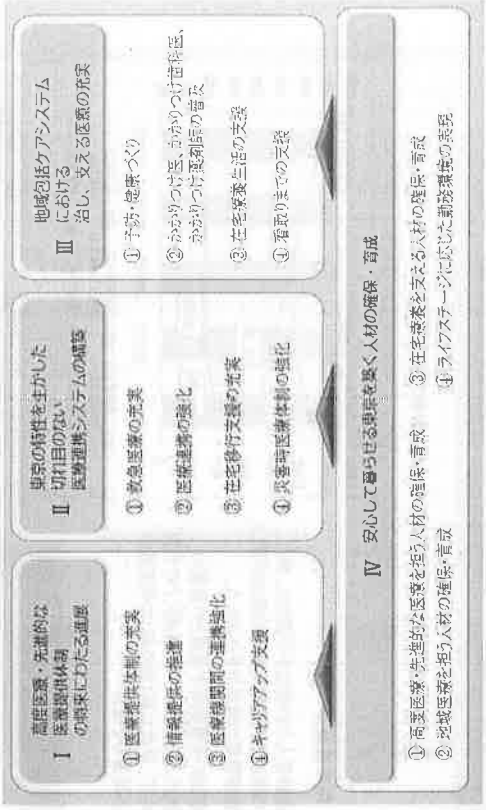 高度医療・先進的な
Ⅰ 医療提供体制
の将来にわたる進展
① 医療提供体制の充実
② 情報提供の推進
③ 医療機関間の連携強化
④ キャリアアップ支援
東京の特性を生かした
Ⅱ 切れ目のない
医療連携システムの構築
① 救急医療の充実
② 医療連携の強化
③ 在宅移行支援の充実
④ 災害時医療体制の強化
地域包括ケアシステム
Ⅲ における
治し、支える医療の充実
① 予防・健康づくり
② かかりつけ医、かかりつけ歯科医、
かかりつけ薬剤師の普及
③ 在宅療養生活の支援
④ 看取りまでの支援
Ⅳ 安心して暮らせる東京を築く人材の確保・育成
① 高度医療・先進的な医療を担う人材の確保・育成
② 地域医療を担う人材の確保・育成
③ 在宅療養を支える人材の確保・育成
④ ライフステージに応じた勤務環境の実現